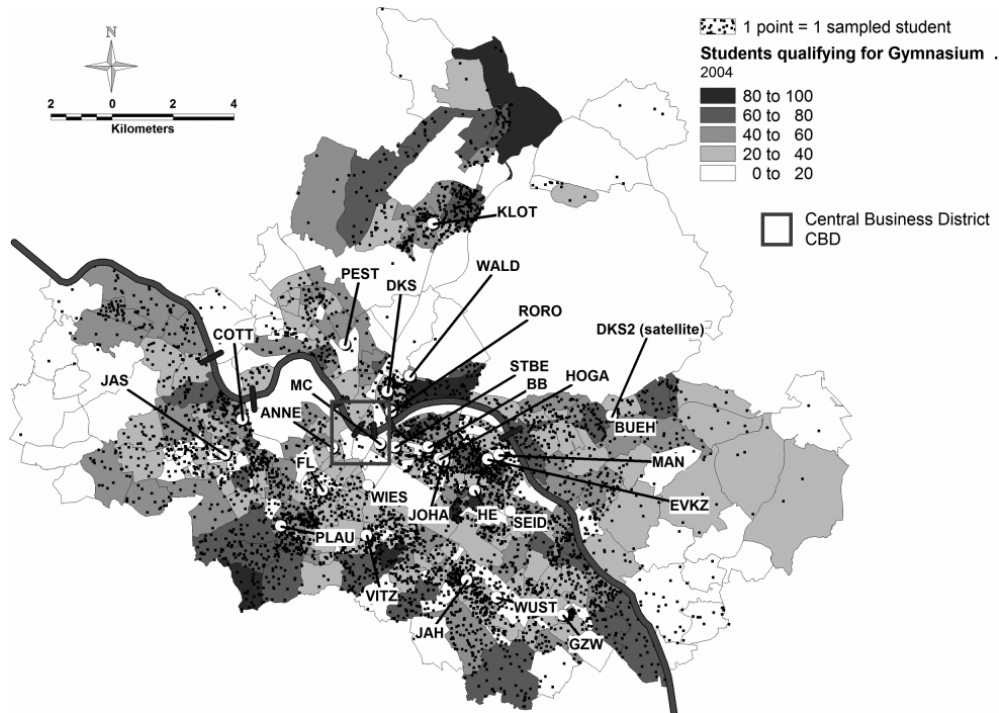 N
2 0 2 4
Kilometers
1 point = 1 sampled student
Students qualifying for Gymnasium .
2004
80 to 100
60 to 80
40 to 60
20 to 40
0 to 20
Central Business District
CBD
KLOT
PEST
DKS
WALD
RORO
DKS2 (satellite)
COTT
STBE
BB
HOGA
MC
JAS
ANNE
BUEH
FL
MAN
WIES
EVKZ
JOHA
HE
SEID
PLAU
VITZ
WUST
JAH
GZW